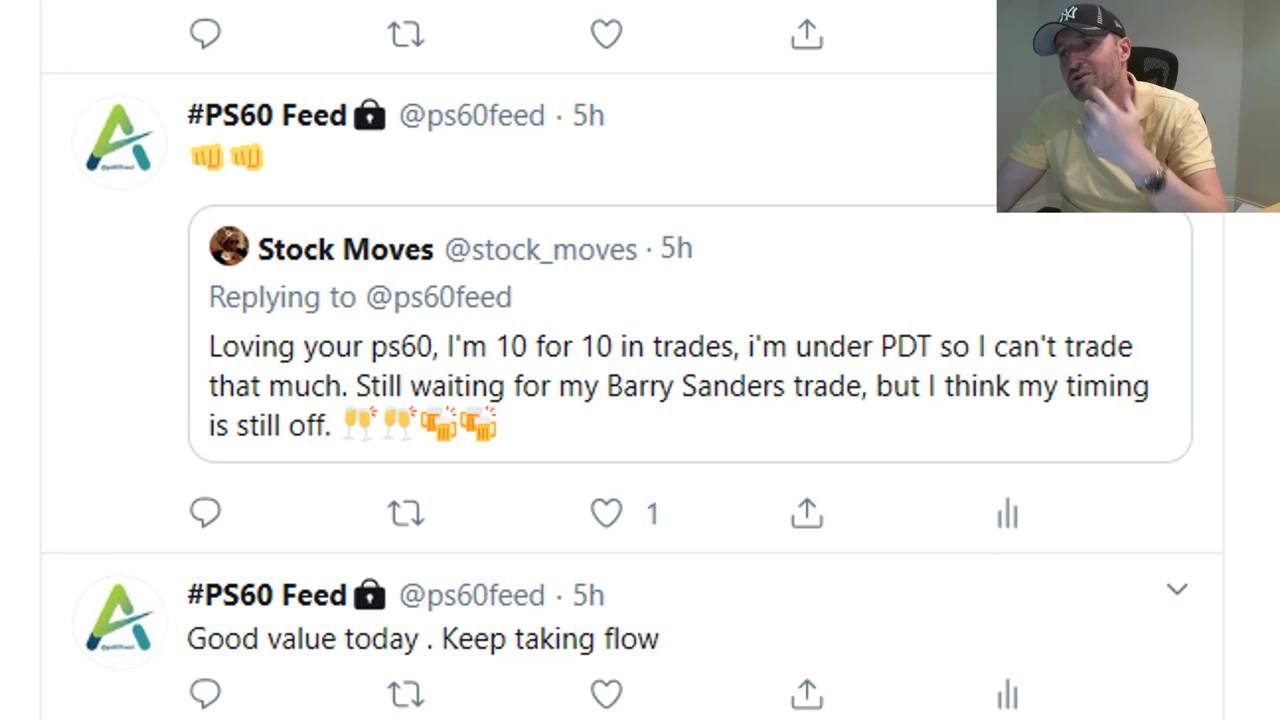 #PS60 Feed @ps60feed · 5h
Stock Moves @stock_moves · 5h
Replying to @ps60feed
Loving your ps60, I'm 10 for 10 in trades, i'm under PDT so I can't trade
that much. Still waiting for my Barry Sanders trade, but I think my timing
is still off.
1
#PS60 Feed @ps60feed · 5h
Good value today . Keep taking flow